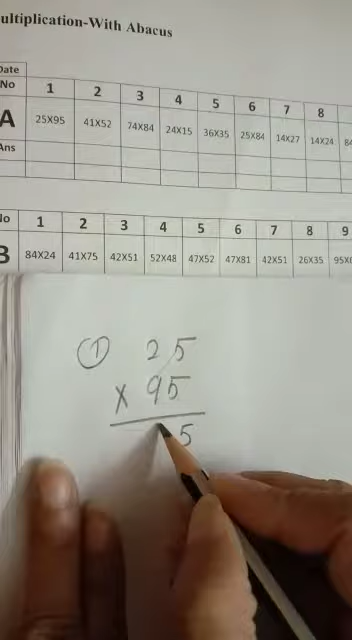 ultiplication-With Abacus
Date
No 1 2 3 4 5 6 7 8
A 25X95 41X52 74X84 24X15 36X35 25X84 14X27 14X24 84
Ans
No 1 2 3 4 5 6 7 8 9
B 84X24 41X75 42X51 52X48 47X52 47X81 42X51 26X35 95X6
① 25
X 95
5